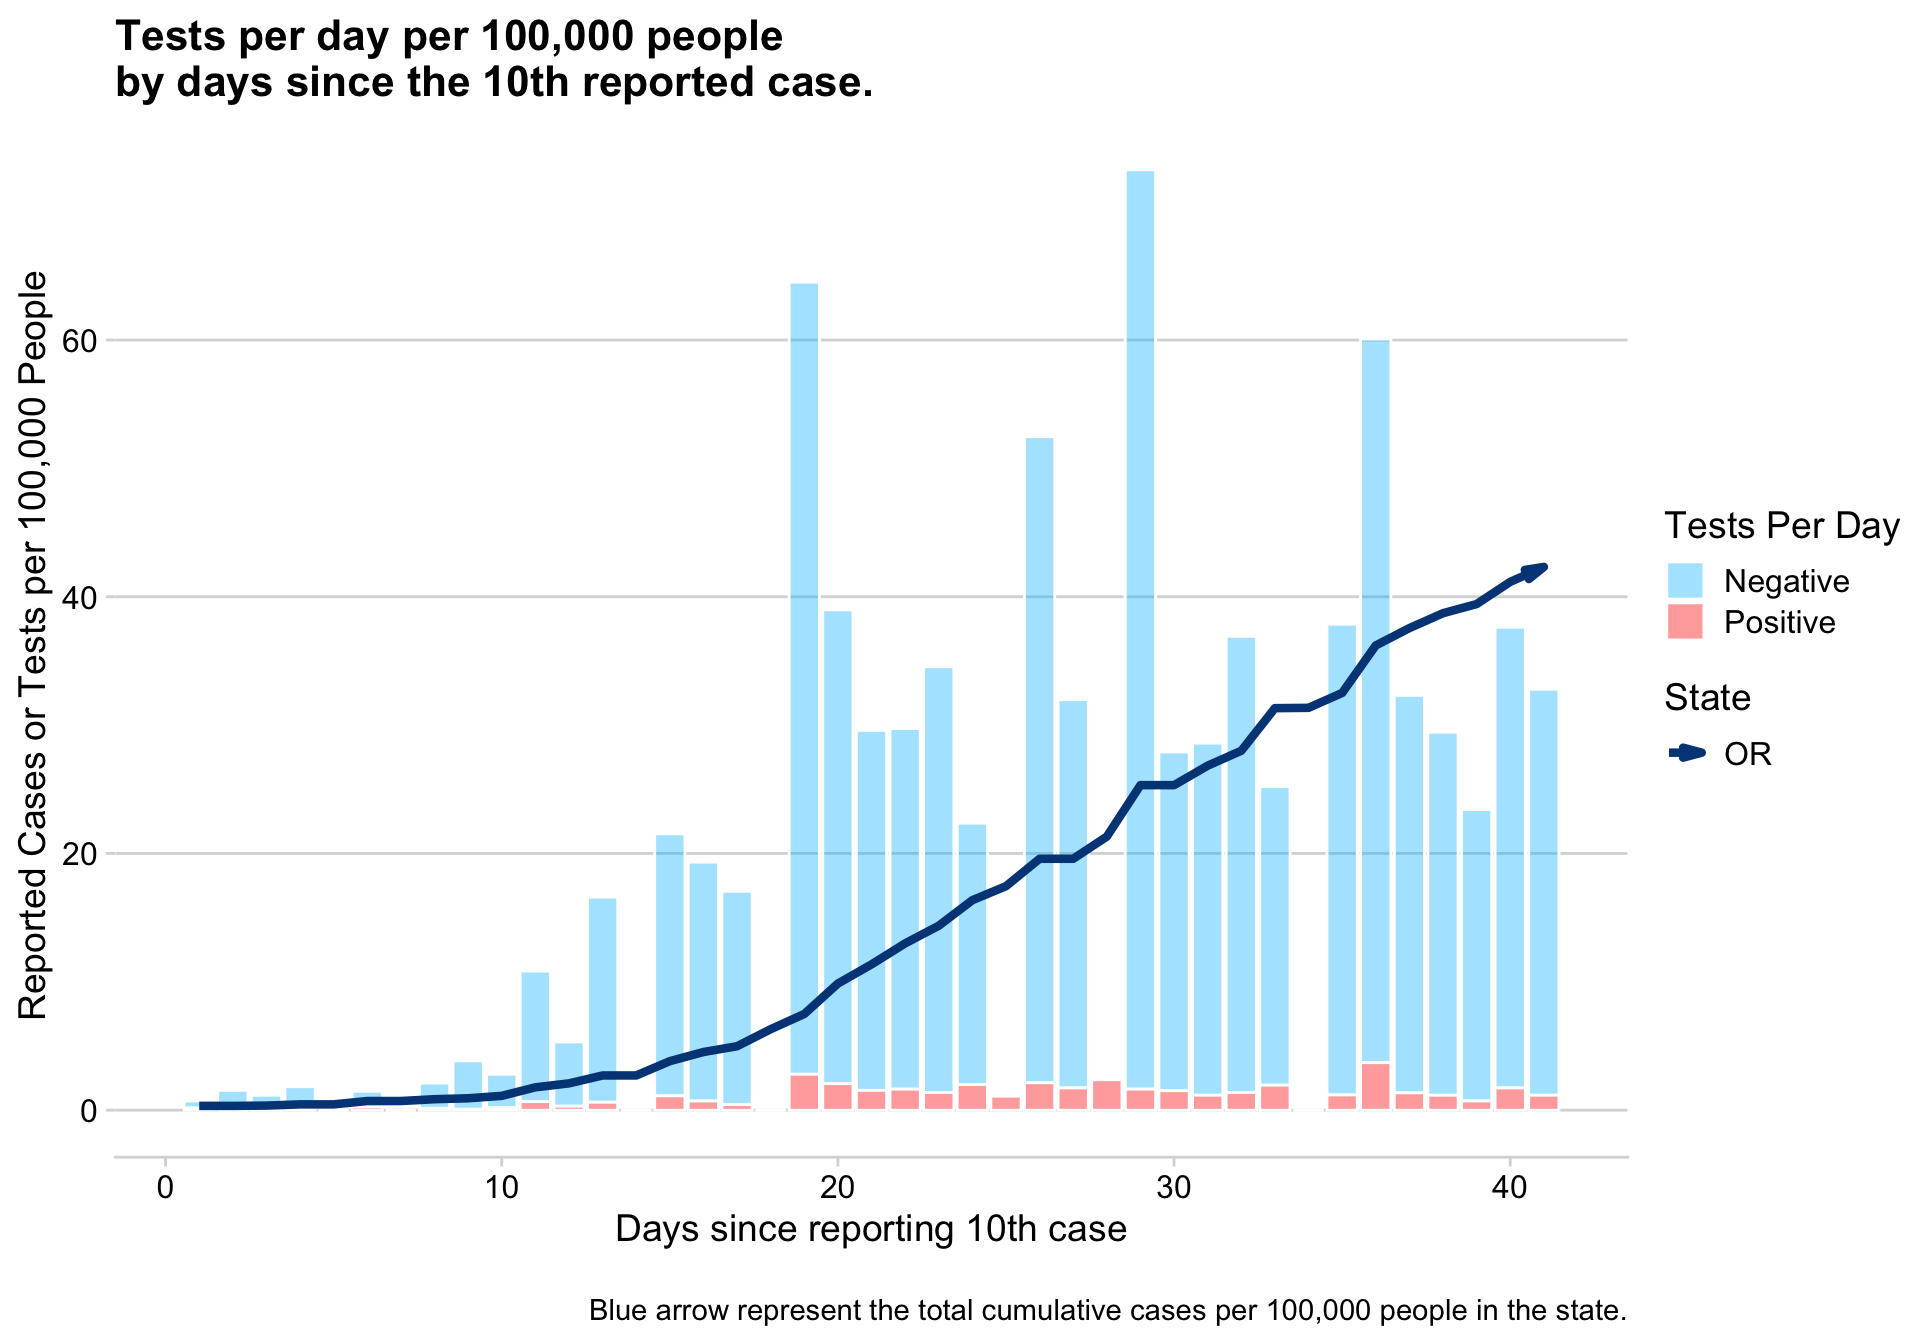 Tests per day per 100,000 people
by days since the 10th reported case.
Reported Cases or Tests per 100,000 People
60
40
20
0
0
10
20
30
40
Days since reporting 10th case
Tests Per Day
Negative
Positive
State
OR
Blue arrow represent the total cumulative cases per 100,000 people in the state.